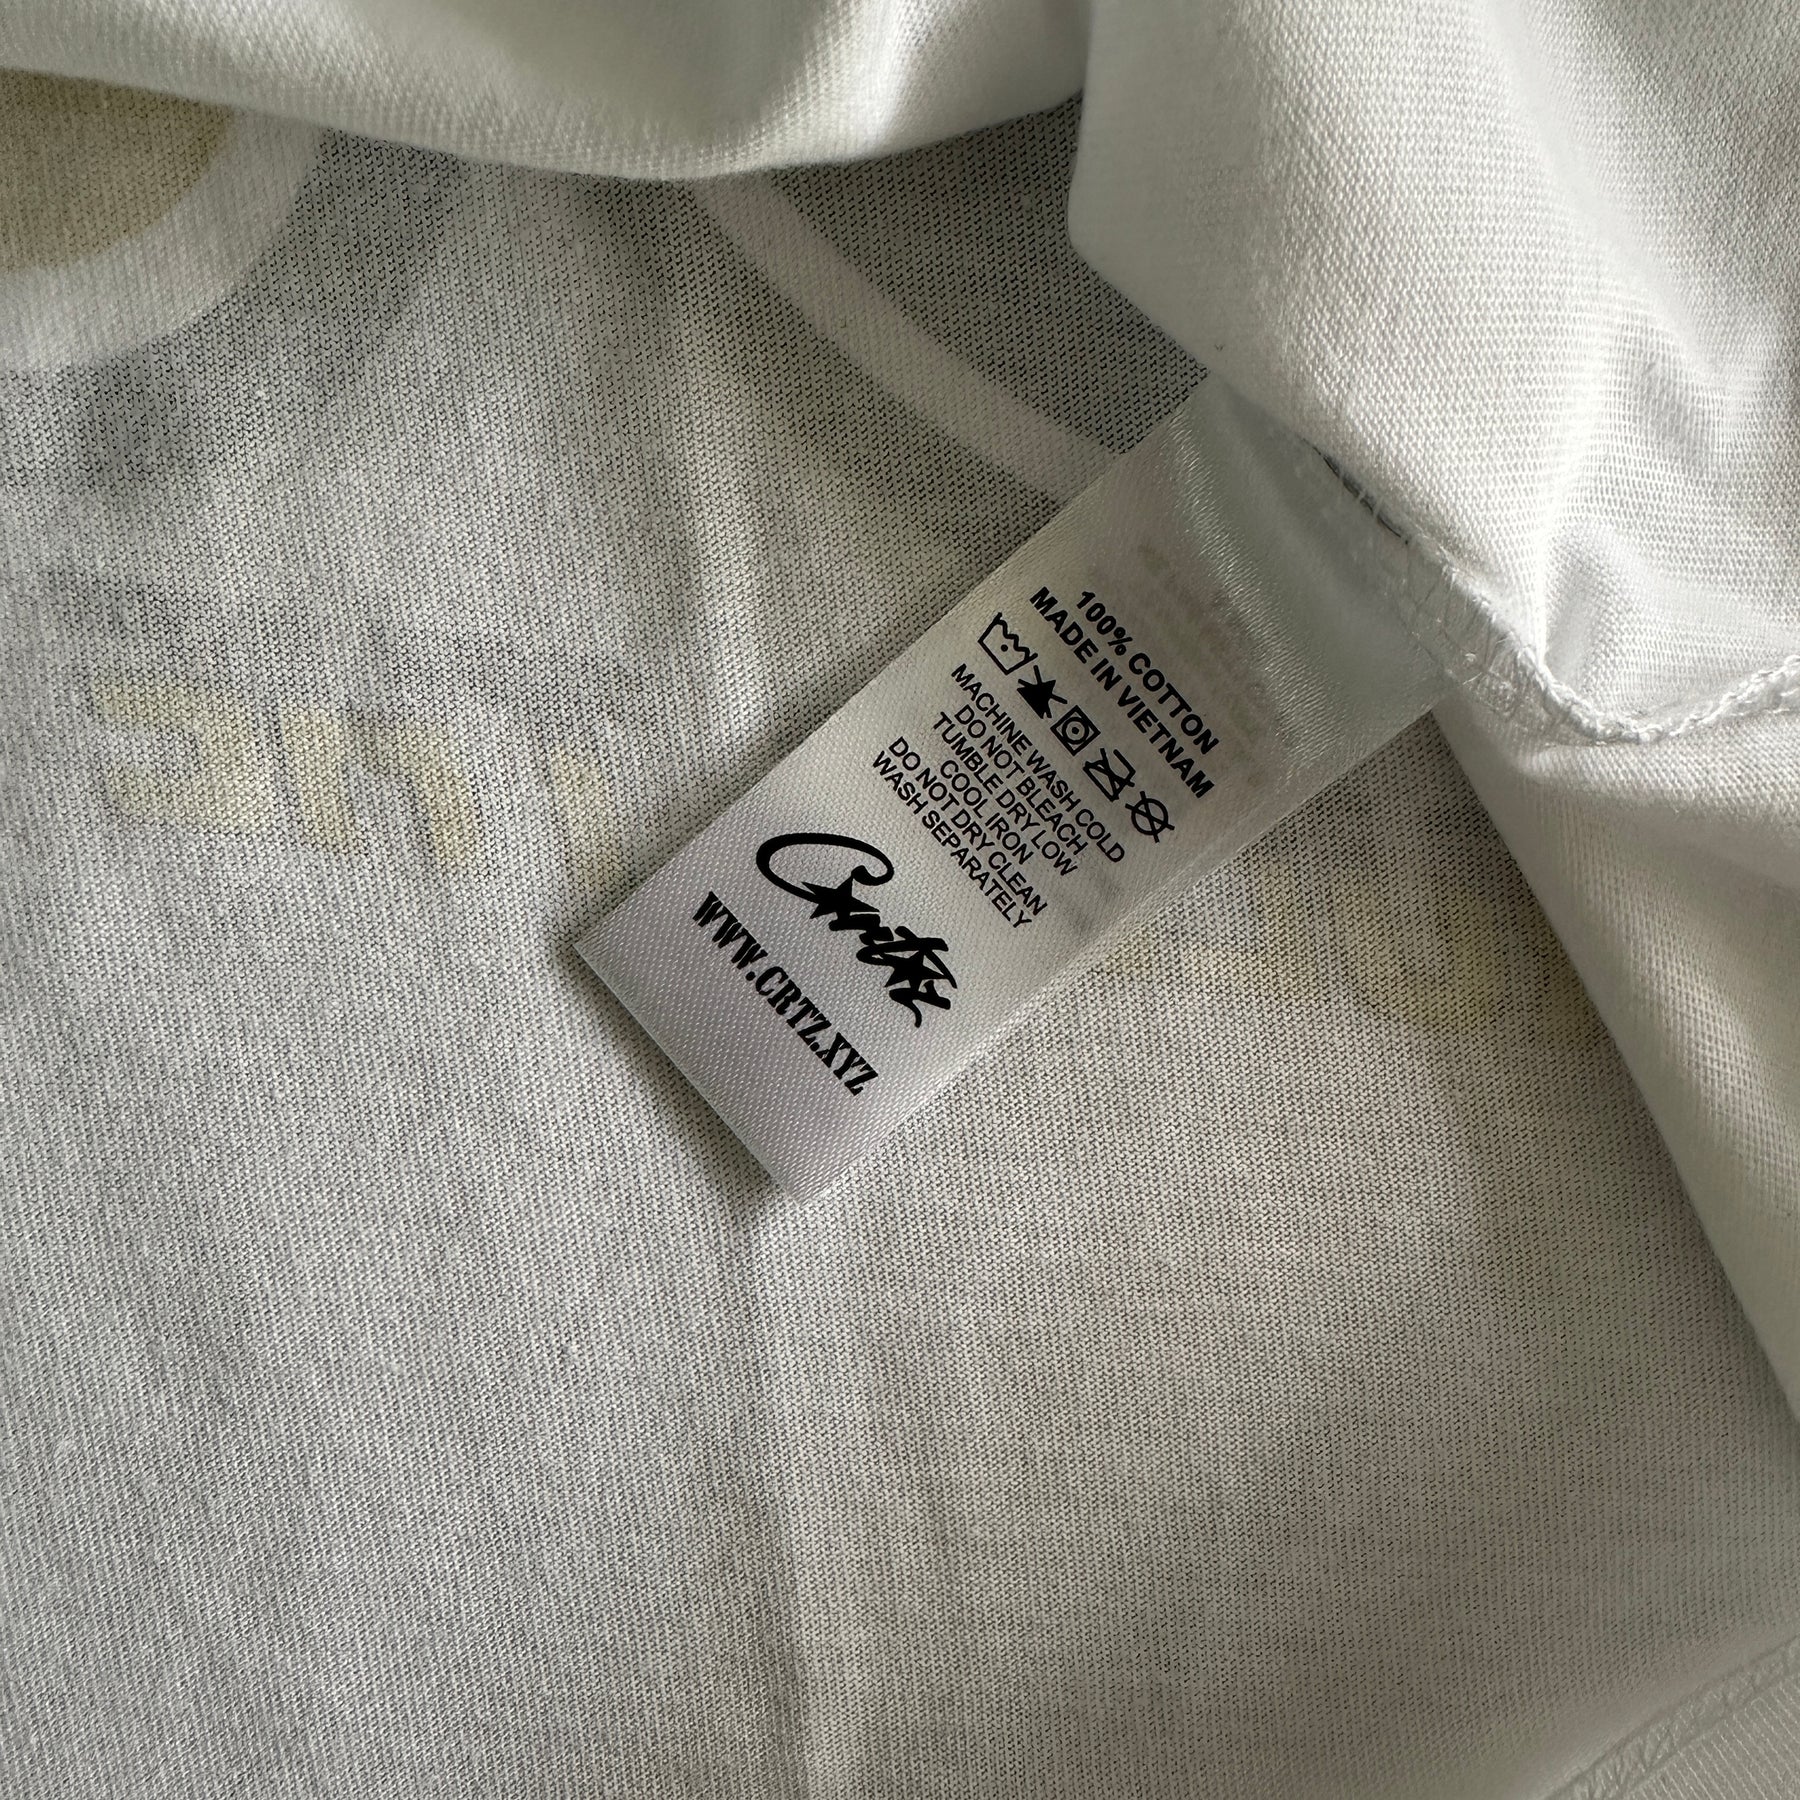 100% COTTON
MADE IN VIETNAM
MACHINE WASH COLD
DO NOT BLEACH
TUMBLE DRY LOW
COOL IRON
DO NOT DRY CLEAN
WASH SEPARATELY
Crtz
WWW.CRTZ.XYZ